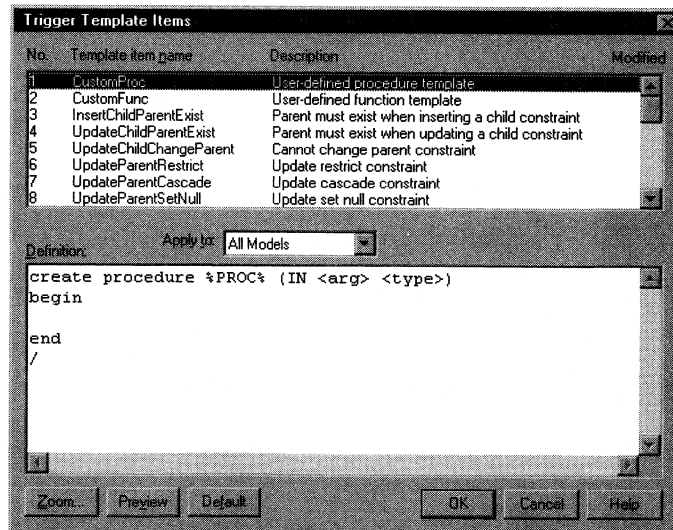 Trigger Template Items
No. Template item name Description Modified
1 CustomProc User-defined procedure template
2 CustomFunc User-defined function template
3 InsertChildParentExist Parent must exist when inserting a child constraint
4 UpdateChildParentExist Parent must exist when updating a child constraint
5 UpdateChildChangeParent Cannot change parent constraint
6 UpdateParentRestrict Update restrict constraint
7 UpdateParentCascade Update cascade constraint
8 UpdateParentSetNull Update set null constraint
Definition: Apply to: All Models
create procedure %PROC% (IN <arg> <type>)
begin
end
/
Zoom... Preview Default OK Cancel Help